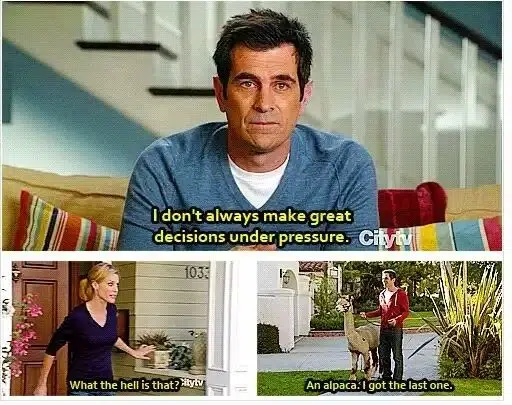 I don't always make great
decisions under pressure.
Citytv
1033
What the hell is that?
citytv
An alpaca. I got the last one.